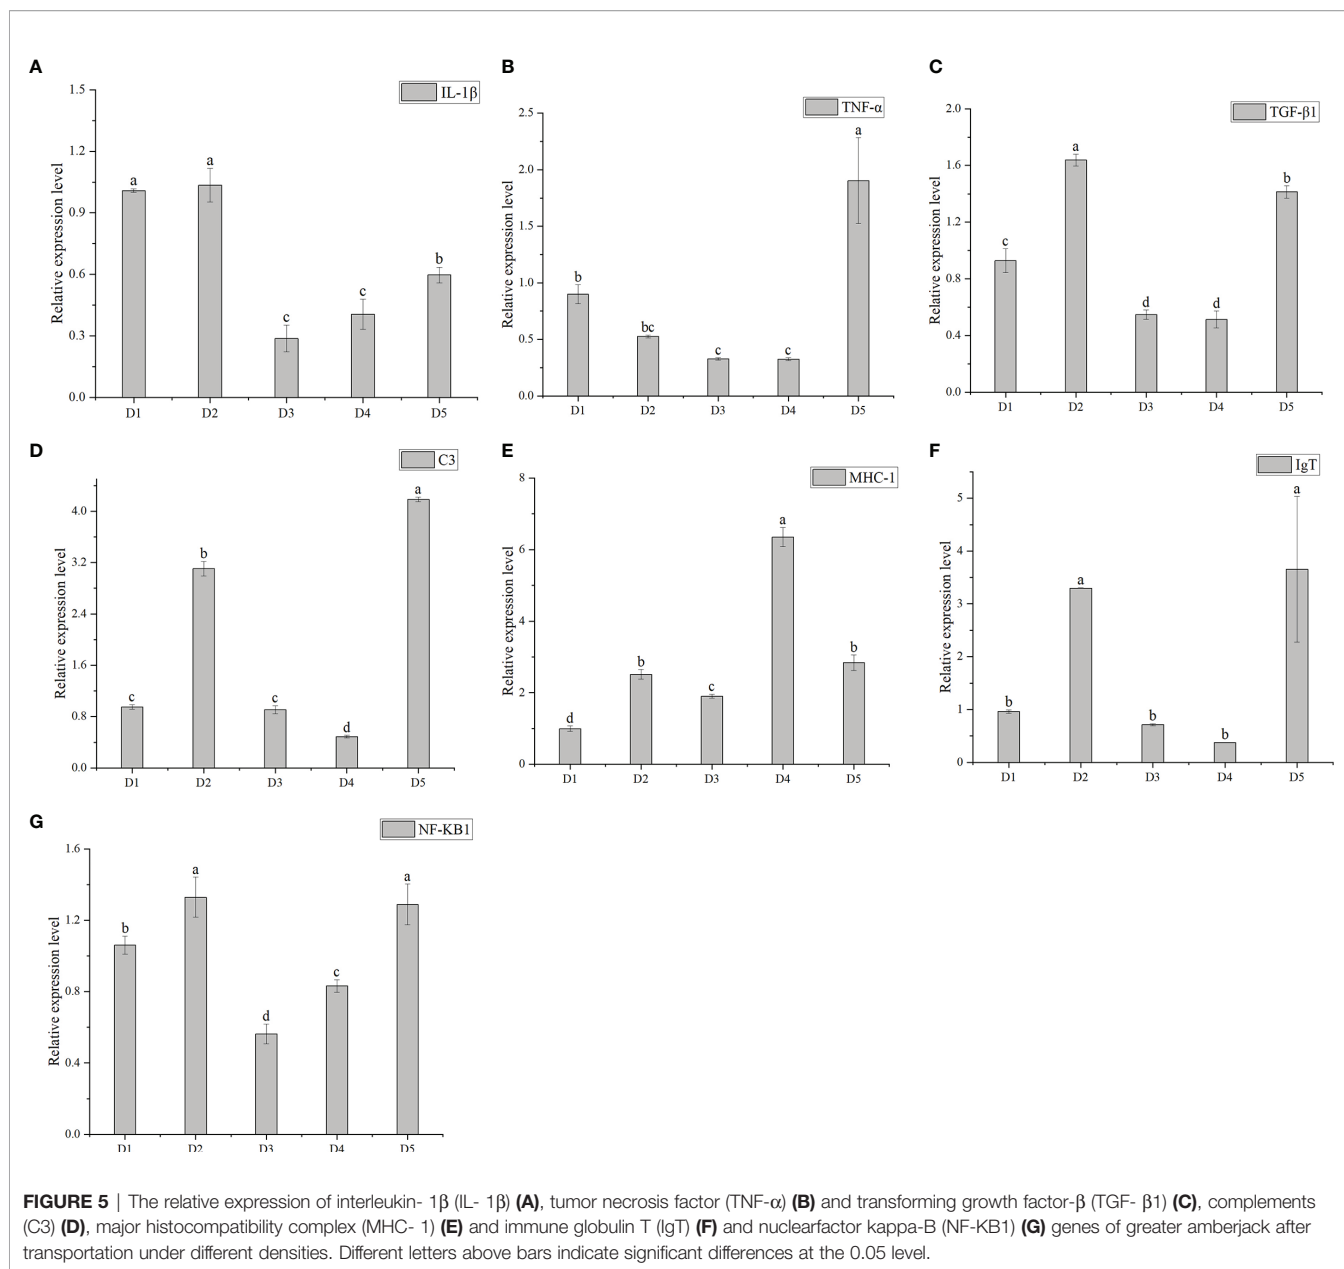 A
IL-1β
Relative expression level
1.5
1.2
0.9
0.6
0.3
0.0
a
a
c
c
b
D1 D2 D3 D4 D5
B
TNF-α
Relative expression level
2.5
2.0
1.5
1.0
0.5
0.0
b
bc
c
c
a
D1 D2 D3 D4 D5
C
TGF-β1
Relative expression level
2.0
1.6
1.2
0.8
0.4
0.0
c
a
d
d
b
D1 D2 D3 D4 D5
D
C3
Relative expression level
4.0
3.2
2.4
1.6
0.8
0.0
c
b
c
d
a
D1 D2 D3 D4 D5
E
MHC-1
Relative expression level
8
6
4
2
0
d
b
c
a
b
D1 D2 D3 D4 D5
F
IgT
Relative expression level
5
4
3
2
1
0
b
a
b
b
a
D1 D2 D3 D4 D5
G
NF-KB1
Relative expression level
1.6
1.2
0.8
0.4
0.0
b
a
d
c
a
D1 D2 D3 D4 D5
FIGURE 5 | The relative expression of interleukin- 1β (IL- 1β) (A), tumor necrosis factor (TNF-α) (B) and transforming growth factor-β (TGF- β1) (C), complements
(C3) (D), major histocompatibility complex (MHC- 1) (E) and immune globulin T (IgT) (F) and nuclearfactor kappa-B (NF-KB1) (G) genes of greater amberjack after
transportation under different densities. Different letters above bars indicate significant differences at the 0.05 level.